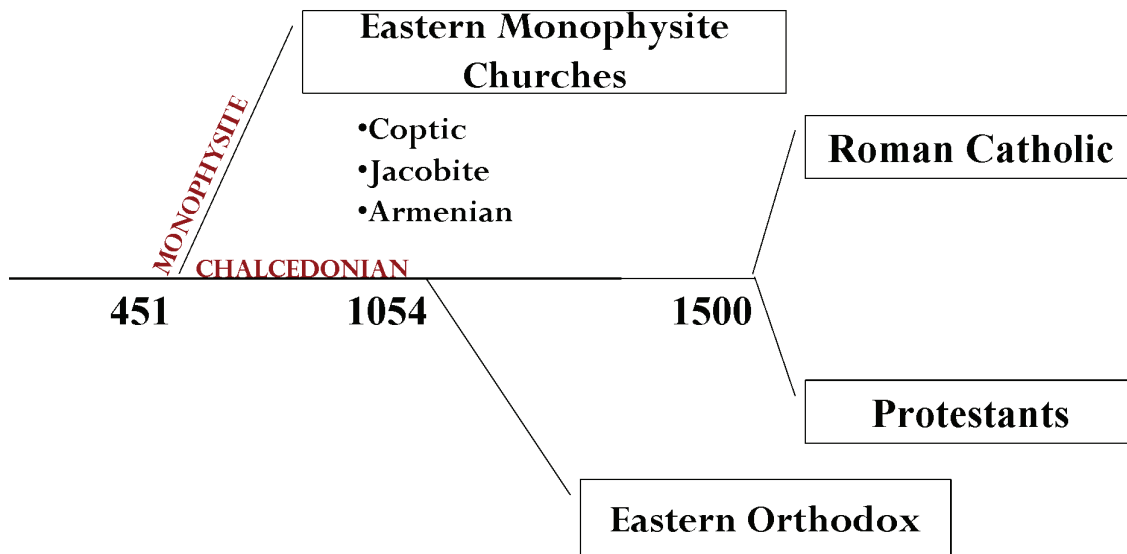 Eastern Monophysite
Churches
•Coptic
•Jacobite
•Armenian
MONOPHYSITE
CHALCEDONIAN
Roman Catholic
451
1054
1500
Protestants
Eastern Orthodox